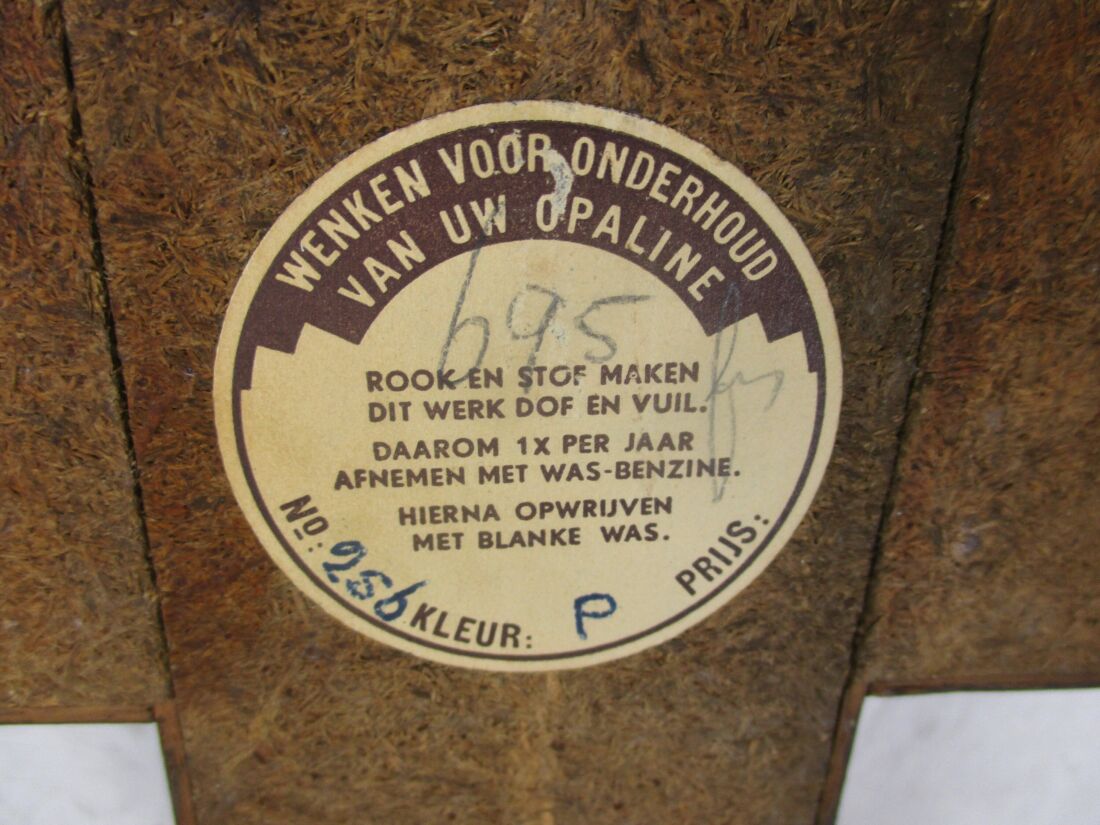 WENKEN VOOR ONDERHOUD
VAN UW OPALINE
695
ROOK EN STOF MAKEN
DIT WERK DOF EN VUIL.
DAAROM 1X PER JAAR
AFNEMEN MET WAS-BENZINE.
HIERNA OPWRIJVEN
MET BLANKE WAS.
No: 256 KLEUR: P PRIJS: